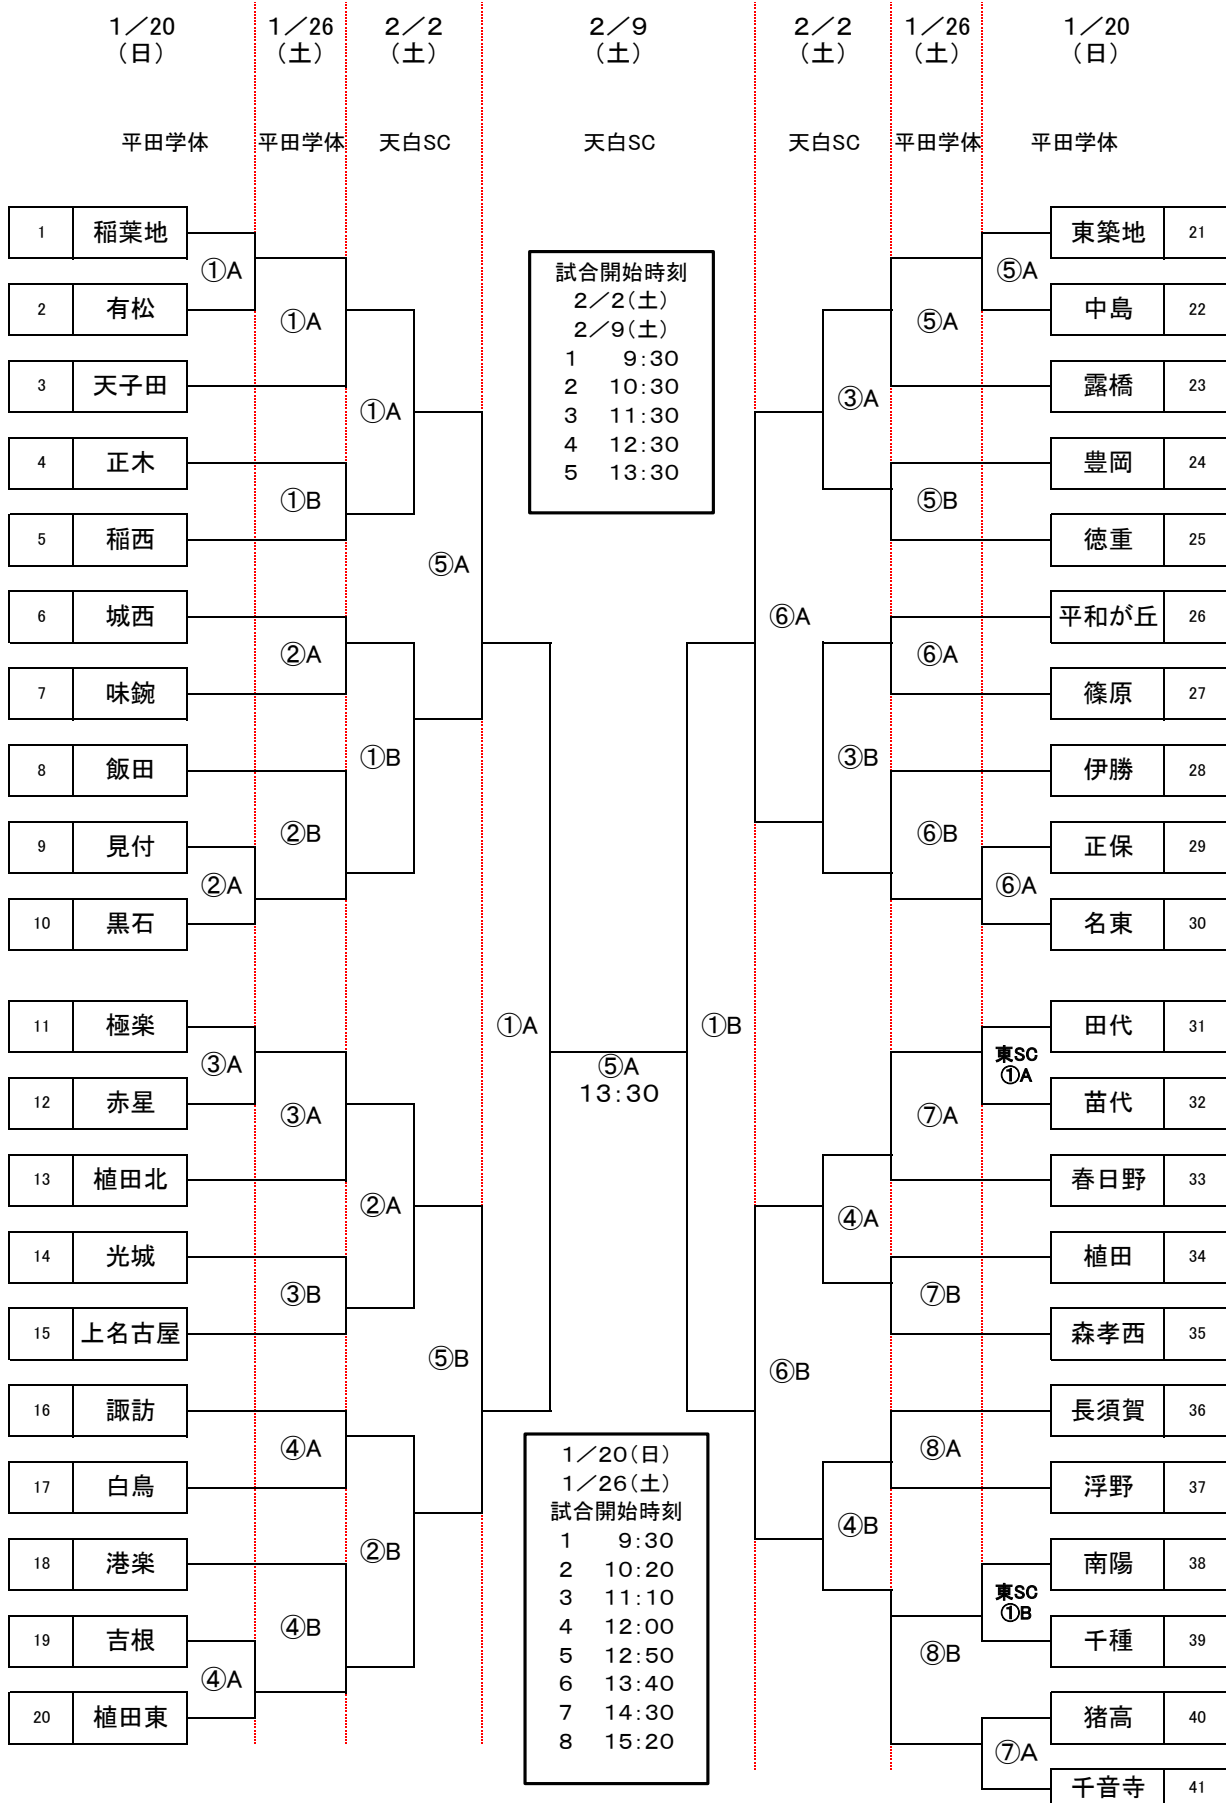 1／20 1／26 2／2 2／9 2／2 1／26 1／20
（日） （土） （土） （土） （土） （土） （日）
平田学体 平田学体 天白SC 天白SC 天白SC 平田学体 平田学体
1 稲葉地
2 有松
3 天子田
4 正木
5 稲西
6 城西
7 味鋺
8 飯田
9 見付
10 黒石
11 極楽
12 赤星
13 植田北
14 光城
15 上名古屋
16 諏訪
17 白鳥
18 港楽
19 吉根
20 植田東
①A
②A
③A
④A
①A
①B
②A
②B
③A
③B
④A
④B
①A
①B
②A
②B
⑤A
⑤B
①A
試合開始時刻
2／2(土)
2／9(土)
1 9:30
2 10:30
3 11:30
4 12:30
5 13:30
⑤A
13:30
1／20(日)
1／26(土)
試合開始時刻
1 9:30
2 10:20
3 11:10
4 12:00
5 12:50
6 13:40
7 14:30
8 15:20
①B
⑥A
⑥B
③A
③B
④A
④B
⑤A
⑤B
⑥A
⑥B
⑦A
⑦B
⑧A
⑧B
⑤A
⑥A
東SC
①A
東SC
①B
⑦A
東築地 21
中島 22
露橋 23
豊岡 24
徳重 25
平和が丘 26
篠原 27
伊勝 28
正保 29
名東 30
田代 31
苗代 32
春日野 33
植田 34
森孝西 35
長須賀 36
浮野 37
南陽 38
千種 39
猪高 40
千音寺 41